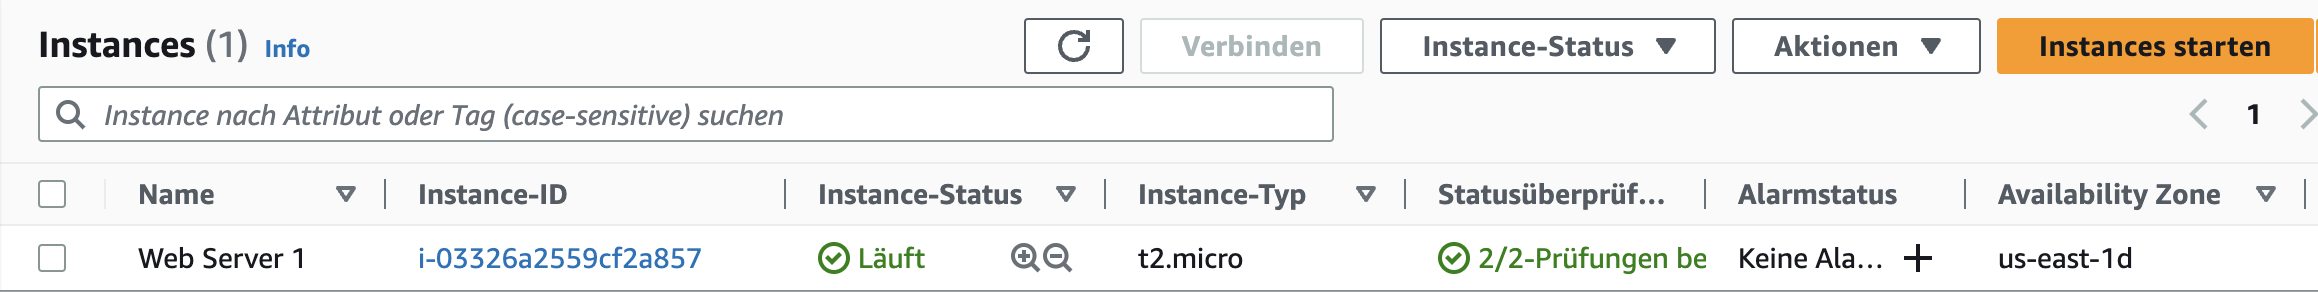 Instances (1) Info Verbinden Instance-Status Aktionen Instances starten
Instance nach Attribut oder Tag (case-sensitive) suchen 1
Name Instance-ID Instance-Status Instance-Typ Statusüberprüf... Alarmstatus Availability Zone
Web Server 1 i-03326a2559cf2a857 Läuft t2.micro 2/2-Prüfungen be Keine Ala... us-east-1d